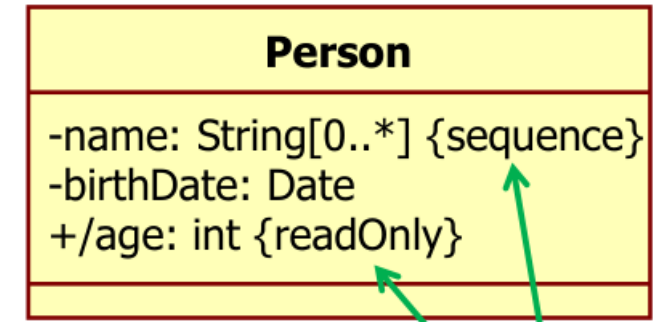 Person
-name: String[0..*] {sequence}
-birthDate: Date
+/age: int {readOnly}